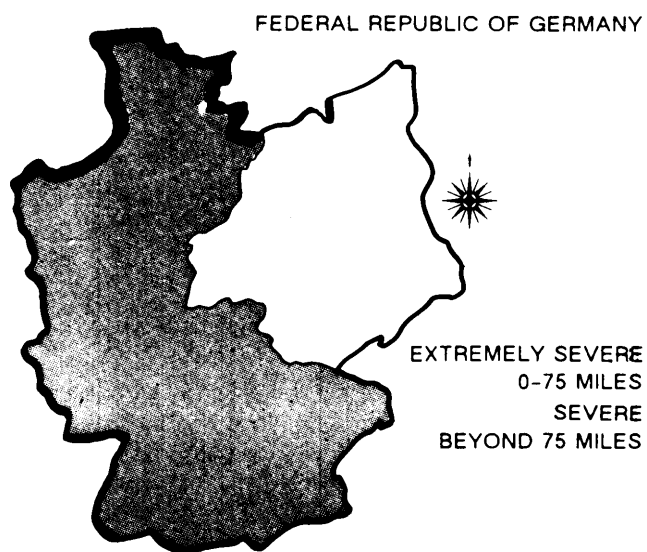 FEDERAL REPUBLIC OF GERMANY
EXTREMELY SEVERE
0-75 MILES
SEVERE
BEYOND 75 MILES